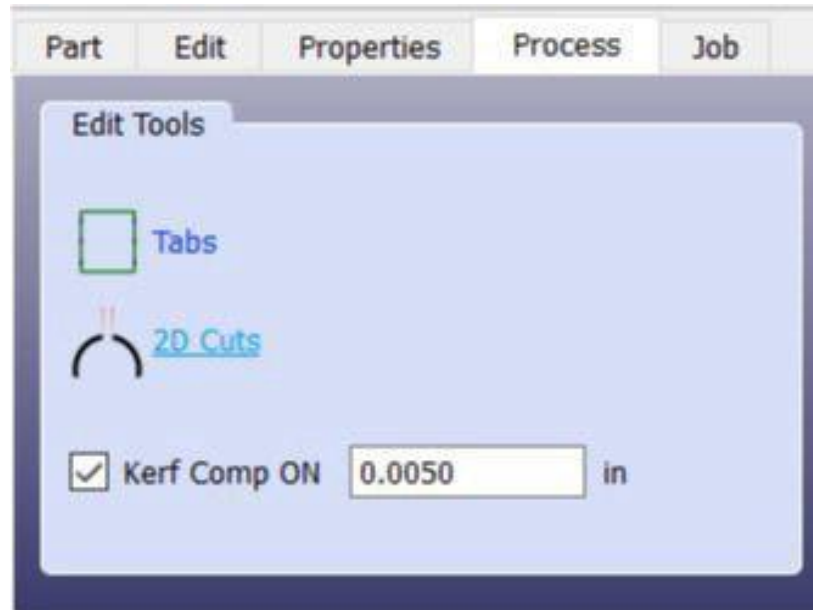 Part Edit Properties Process Job
Edit Tools
Tabs
2D Cuts
Kerf Comp ON 0.0050 in